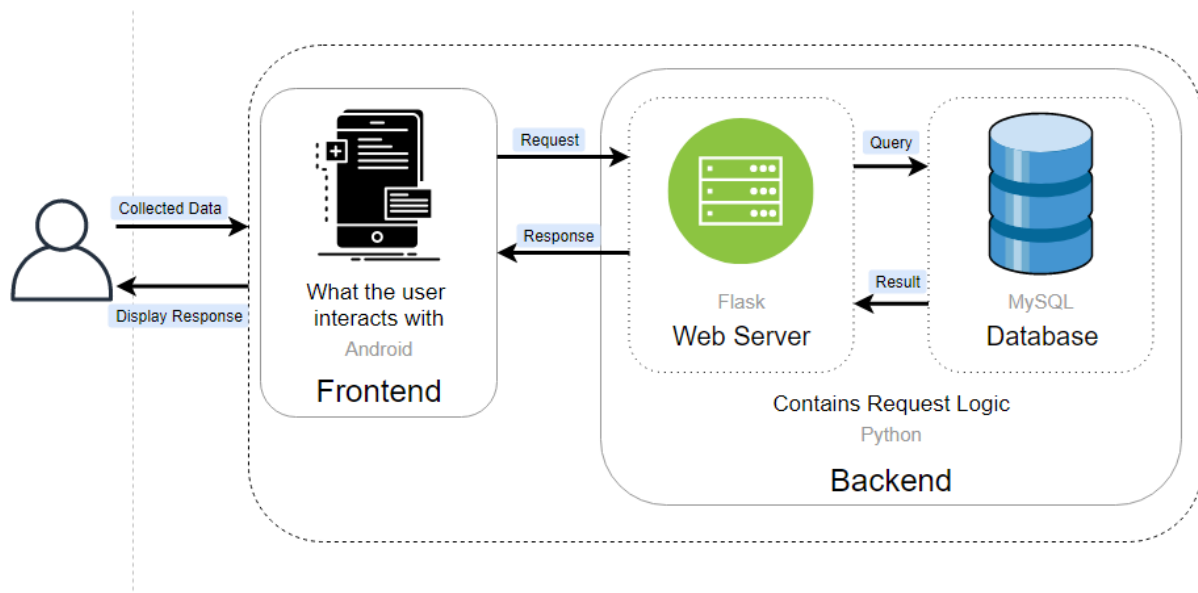 Collected Data
Display Response
What the user
interacts with
Android
Frontend
Request
Response
Flask
Web Server
Query
Result
MySQL
Database
Contains Request Logic
Python
Backend